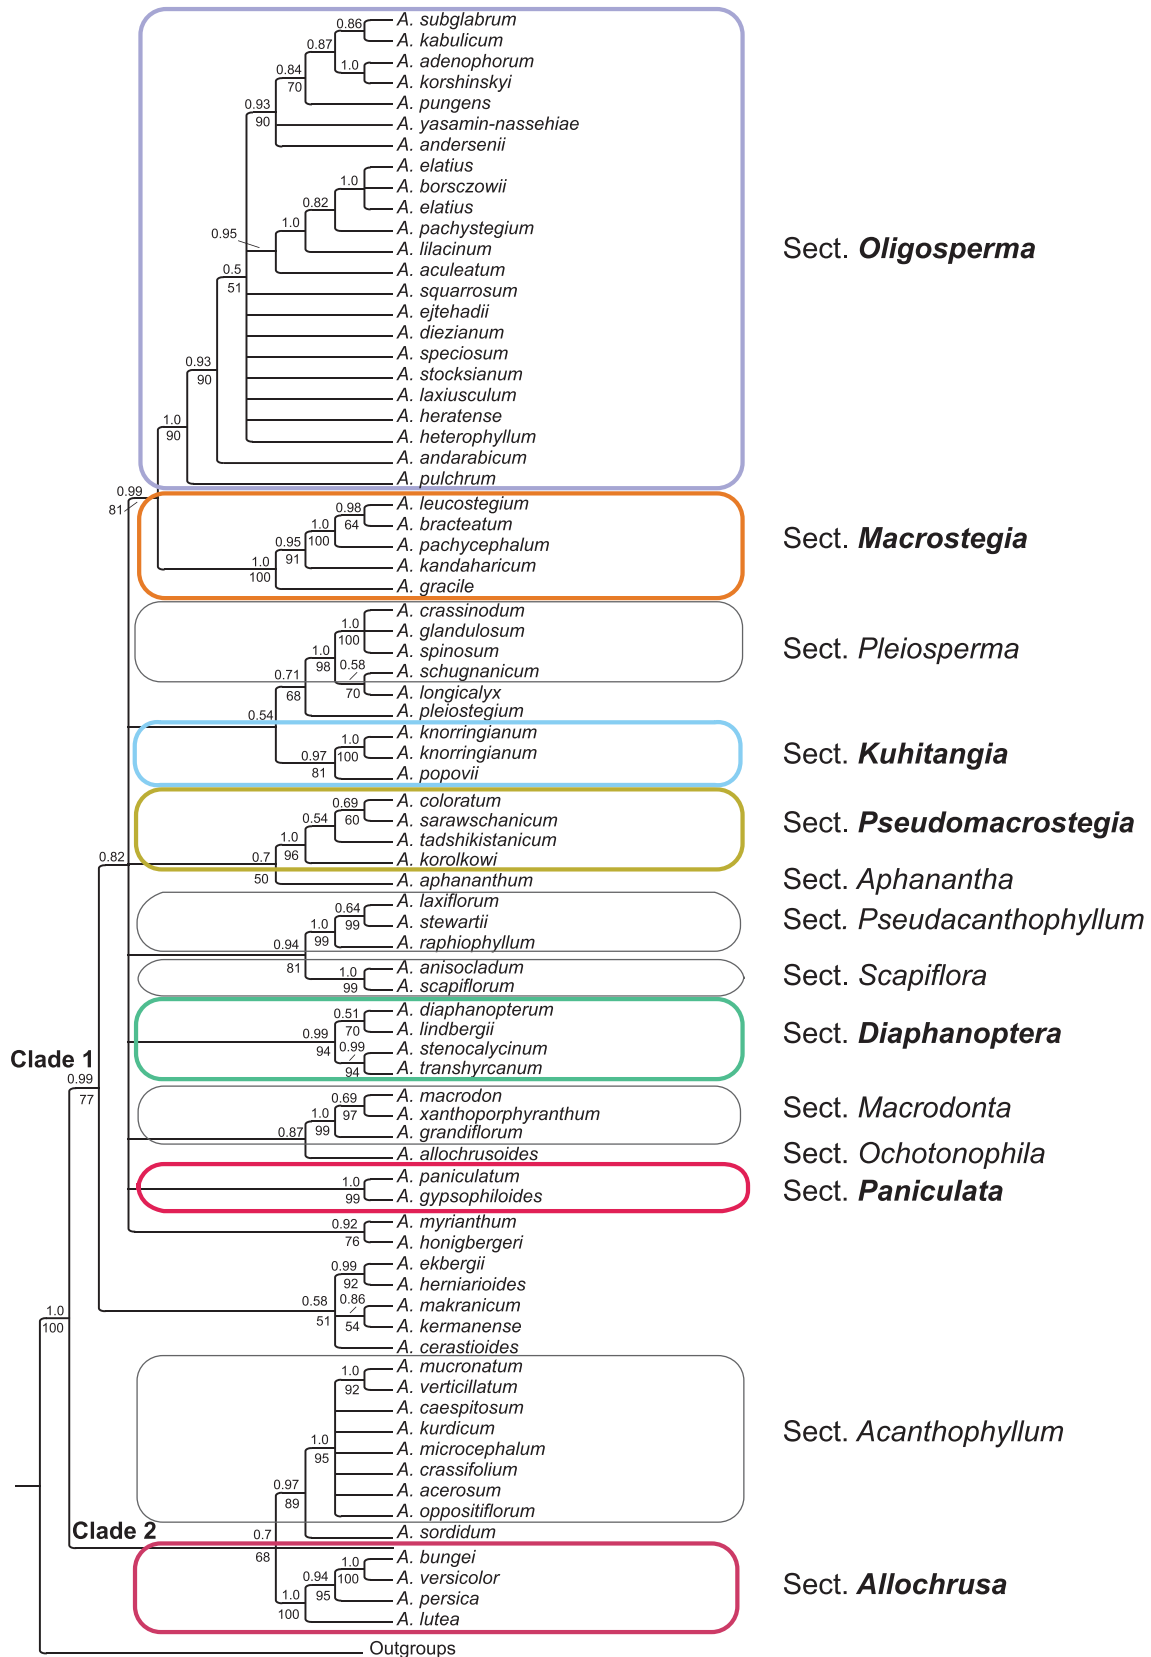 0.86
A. subglabrum
A. kabulicum
0.87
1.0
A. adenophorum
A. korshinskyi
0.84
70
A. pungens
0.93
90
A. yasamin-nassehiae
A. andersenii
A. elatius
1.0
A. borsczowii
A. elatius
0.82
A. pachystegium
1.0
A. lilacinum
0.95
A. aculeatum
Sect. Oligosperma
0.5
51
A. squarrosum
A. ejtehadii
A. diezianum
A. speciosum
A. stocksianum
A. laxiusculum
A. heratense
A. heterophyllum
0.93
90
A. andarabicum
1.0
90
A. pulchrum
0.99
81
0.98
64
A. leucostegium
A. bracteatum
1.0
100
A. pachycephalum
0.95
91
A. kandaharicum
1.0
100
A. gracile
Sect. Macrostegia
A. crassinodum
1.0
100
A. glandulosum
A. spinosum
1.0
98
0.58
70
A. schugnanicum
A. longicalyx
0.71
68
A. pleiostegium
Sect. Pleiosperma
0.54
A. knorringianum
1.0
100
A. knorringianum
0.97
81
A. popovii
Sect. Kuhitangia
0.69
60
A. coloratum
A. sarawschanicum
0.54
A. tadshikistanicum
1.0
96
A. korolkowi
Sect. Pseudomacrostegia
0.82
0.7
50
A. aphananthum
Sect. Aphanantha
0.64
99
A. laxiflorum
A. stewartii
1.0
99
A. raphiophyllum
Sect. Pseudacanthophyllum
0.94
81
1.0
99
A. anisocladum
A. scapiflorum
Sect. Scapiflora
0.51
70
A. diaphanopterum
A. lindbergii
0.99
94
0.99
94
A. stenocalycinum
A. transhyrcanum
Sect. Diaphanoptera
Clade 1
0.99
77
0.69
97
A. macrodon
A. xanthoporphyranthum
1.0
99
A. grandiflorum
Sect. Macrodonta
0.87
A. allochrusoides
Sect. Ochotonophila
1.0
99
A. paniculatum
A. gypsophiloides
Sect. Paniculata
0.92
76
A. myrianthum
A. honigbergeri
0.99
92
A. ekbergii
A. herniarioides
0.58
51
0.86
54
A. makranicum
A. kermanense
A. cerastioides
1.0
100
1.0
92
A. mucronatum
A. verticillatum
A. caespitosum
A. kurdicum
1.0
95
A. microcephalum
A. crassifolium
A. acerosum
A. oppositiflorum
Sect. Acanthophyllum
0.97
89
A. sordidum
Clade 2
0.7
68
1.0
100
A. bungei
A. versicolor
0.94
95
A. persica
1.0
100
A. lutea
Sect. Allochrusa
Outgroups